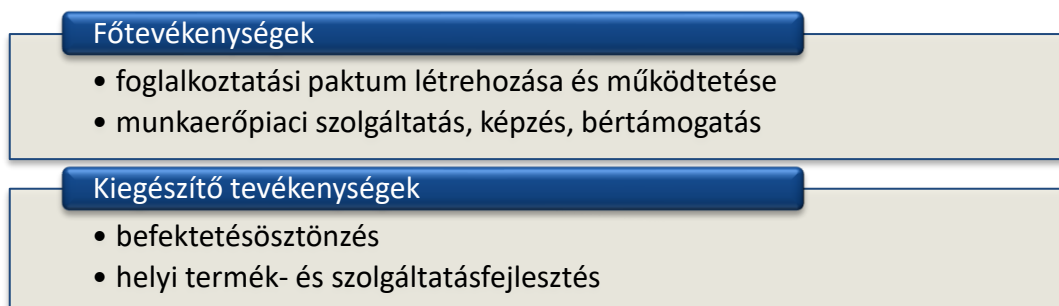 Főtevékenységek
• foglalkoztatási paktum létrehozása és működtetése
• munkaerőpiaci szolgáltatás, képzés, bértámogatás
Kiegészítő tevékenységek
• befektetésösztönzés
• helyi termék- és szolgáltatásfejlesztés